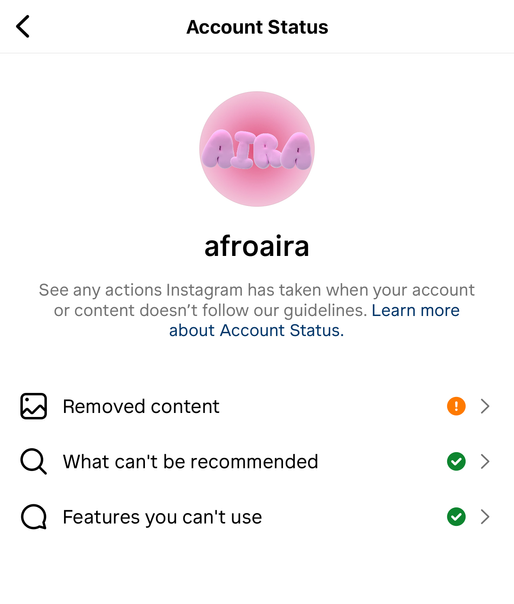 Account Status
AIRA
afroaira
See any actions Instagram has taken when your account
or content doesn’t follow our guidelines. Learn more
about Account Status.
Removed content
What can't be recommended
Features you can't use